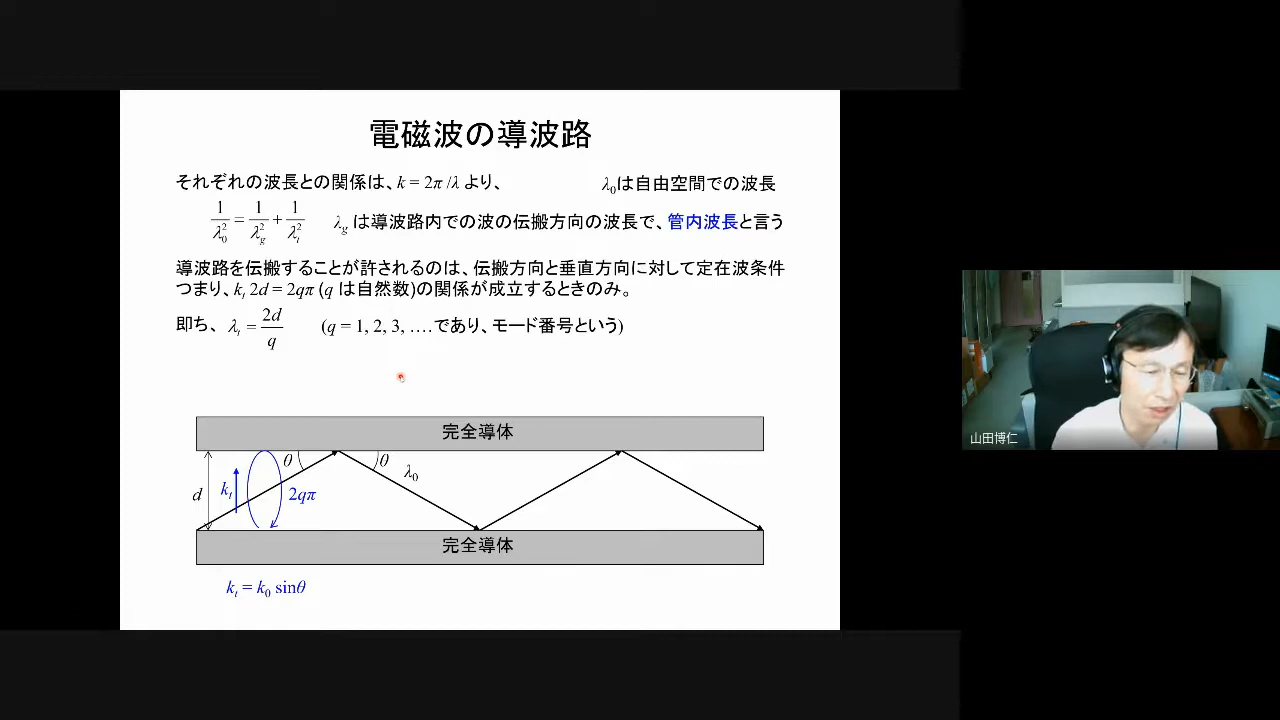 電磁波の導波路
それぞれの波長との関係は、k = 2π /λ より、 λ0は自由空間での波長
1/λ0² = 1/λg² + 1/λt² λg は導波路内での波の伝搬方向の波長で、管内波長と言う
導波路を伝搬することが許されるのは、伝搬方向と垂直方向に対して定在波条件
つまり、kt 2d = 2qπ (q は自然数)の関係が成立するときのみ。
即ち、 λt = 2d/q (q = 1, 2, 3, ….であり、モード番号という)
完全導体
θ θ λ0
d kt 2qπ
完全導体
kt = k0 sinθ
山田博仁